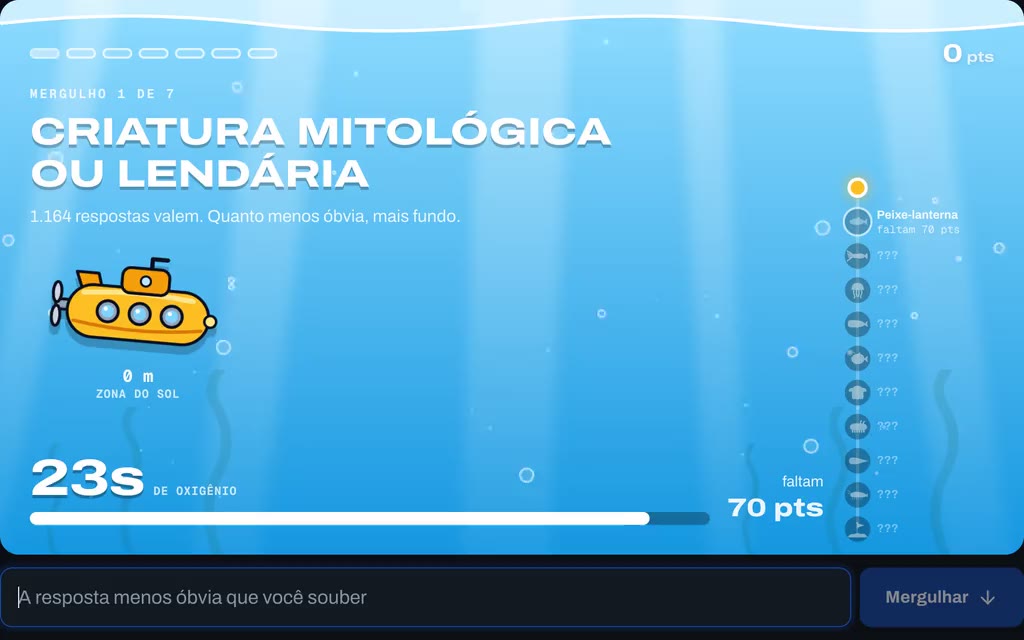 0 pts
MERGULHO 1 DE 7
CRIATURA MITOLÓGICA
OU LENDÁRIA
1.164 respostas valem. Quanto menos óbvia, mais fundo.
Peixe-lanterna
faltam 70 pts
???
???
???
???
???
???
???
???
???
0 m
ZONA DO SOL
23s DE OXIGÊNIO
faltam
70 pts
A resposta menos óbvia que você souber
Mergulhar ↓